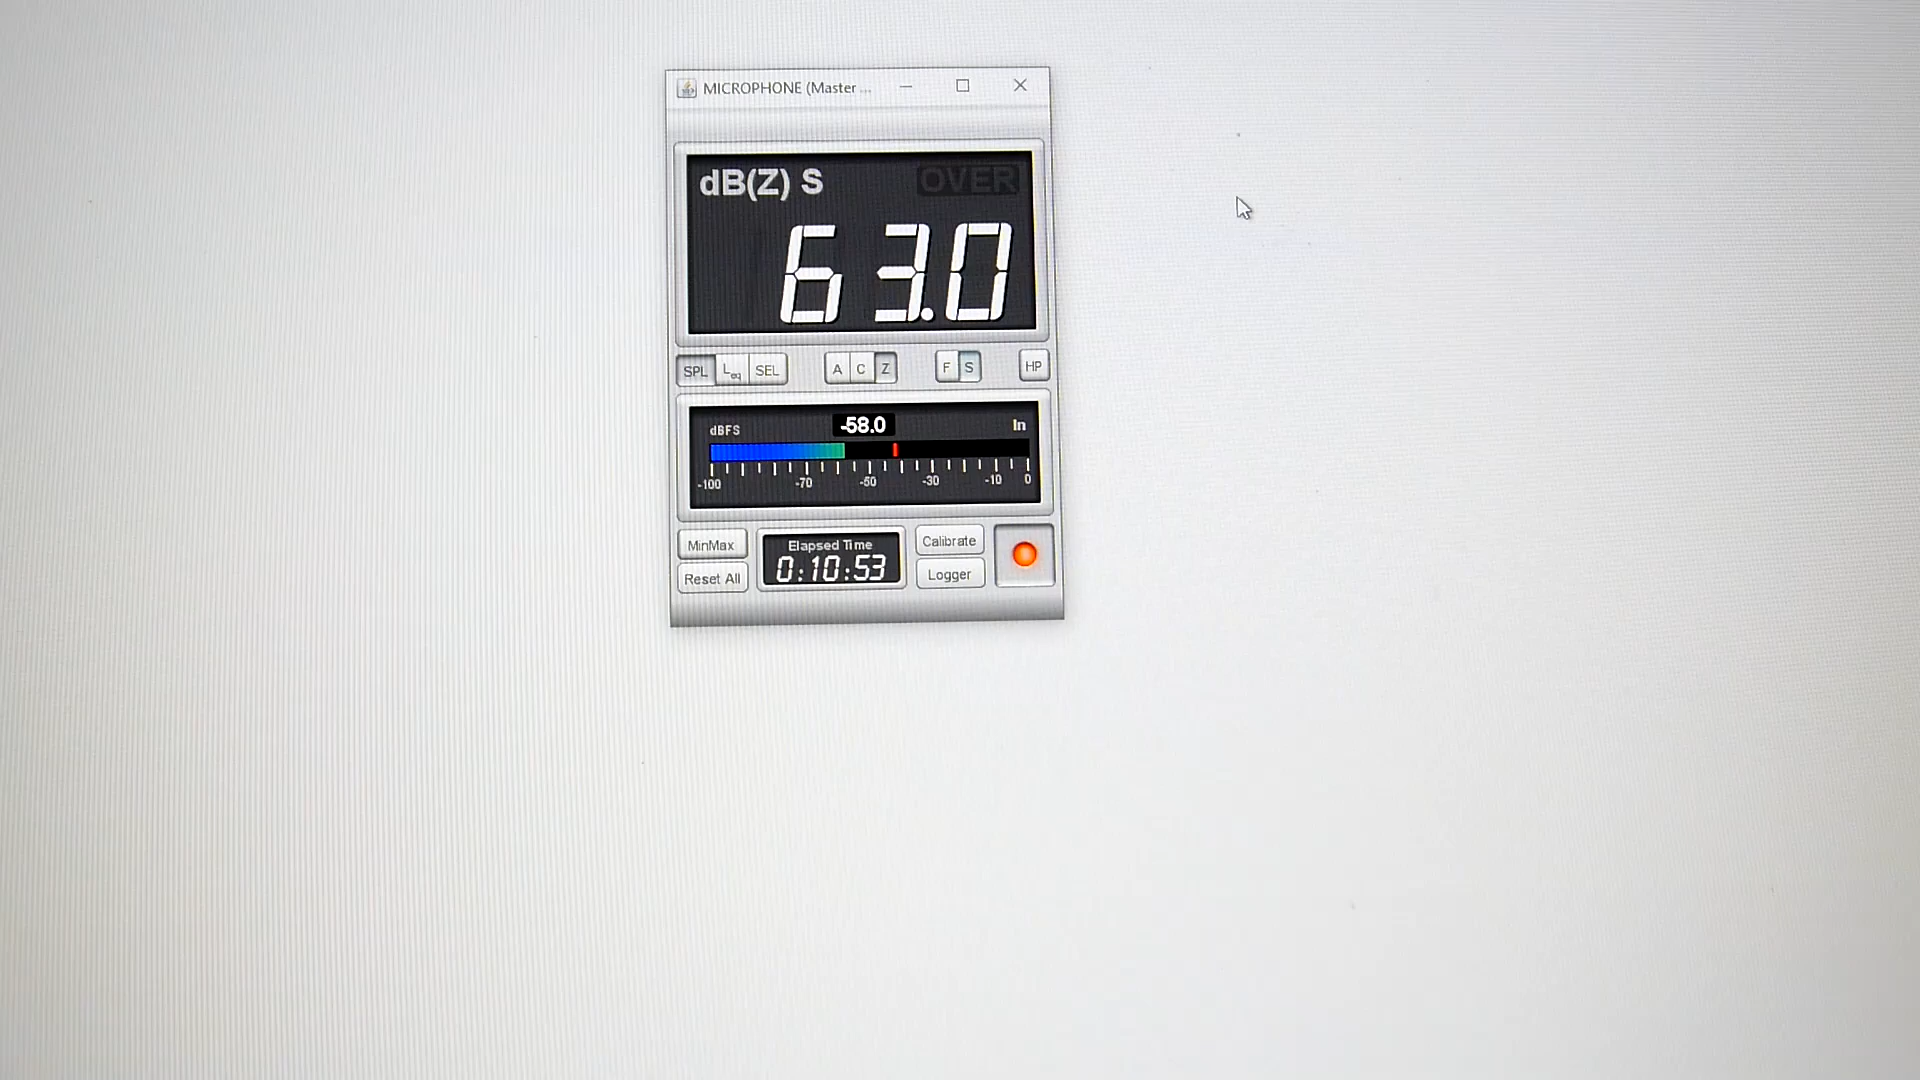 MICROPHONE (Master ...
dB(Z) S OVER
63.0
SPL Leq SEL A C Z F S HP
dBFS -58.0 In
-100 -70 -50 -30 -10 0
MinMax Elapsed Time Calibrate
0:10:53
Reset All Logger